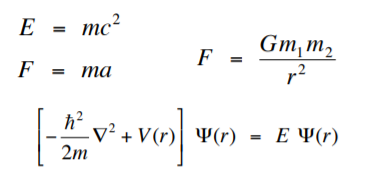 E = mc²
F = ma
F = Gm₁m₂ / r²
[-ħ²/2m ∇² + V(r)] Ψ(r) = E Ψ(r)